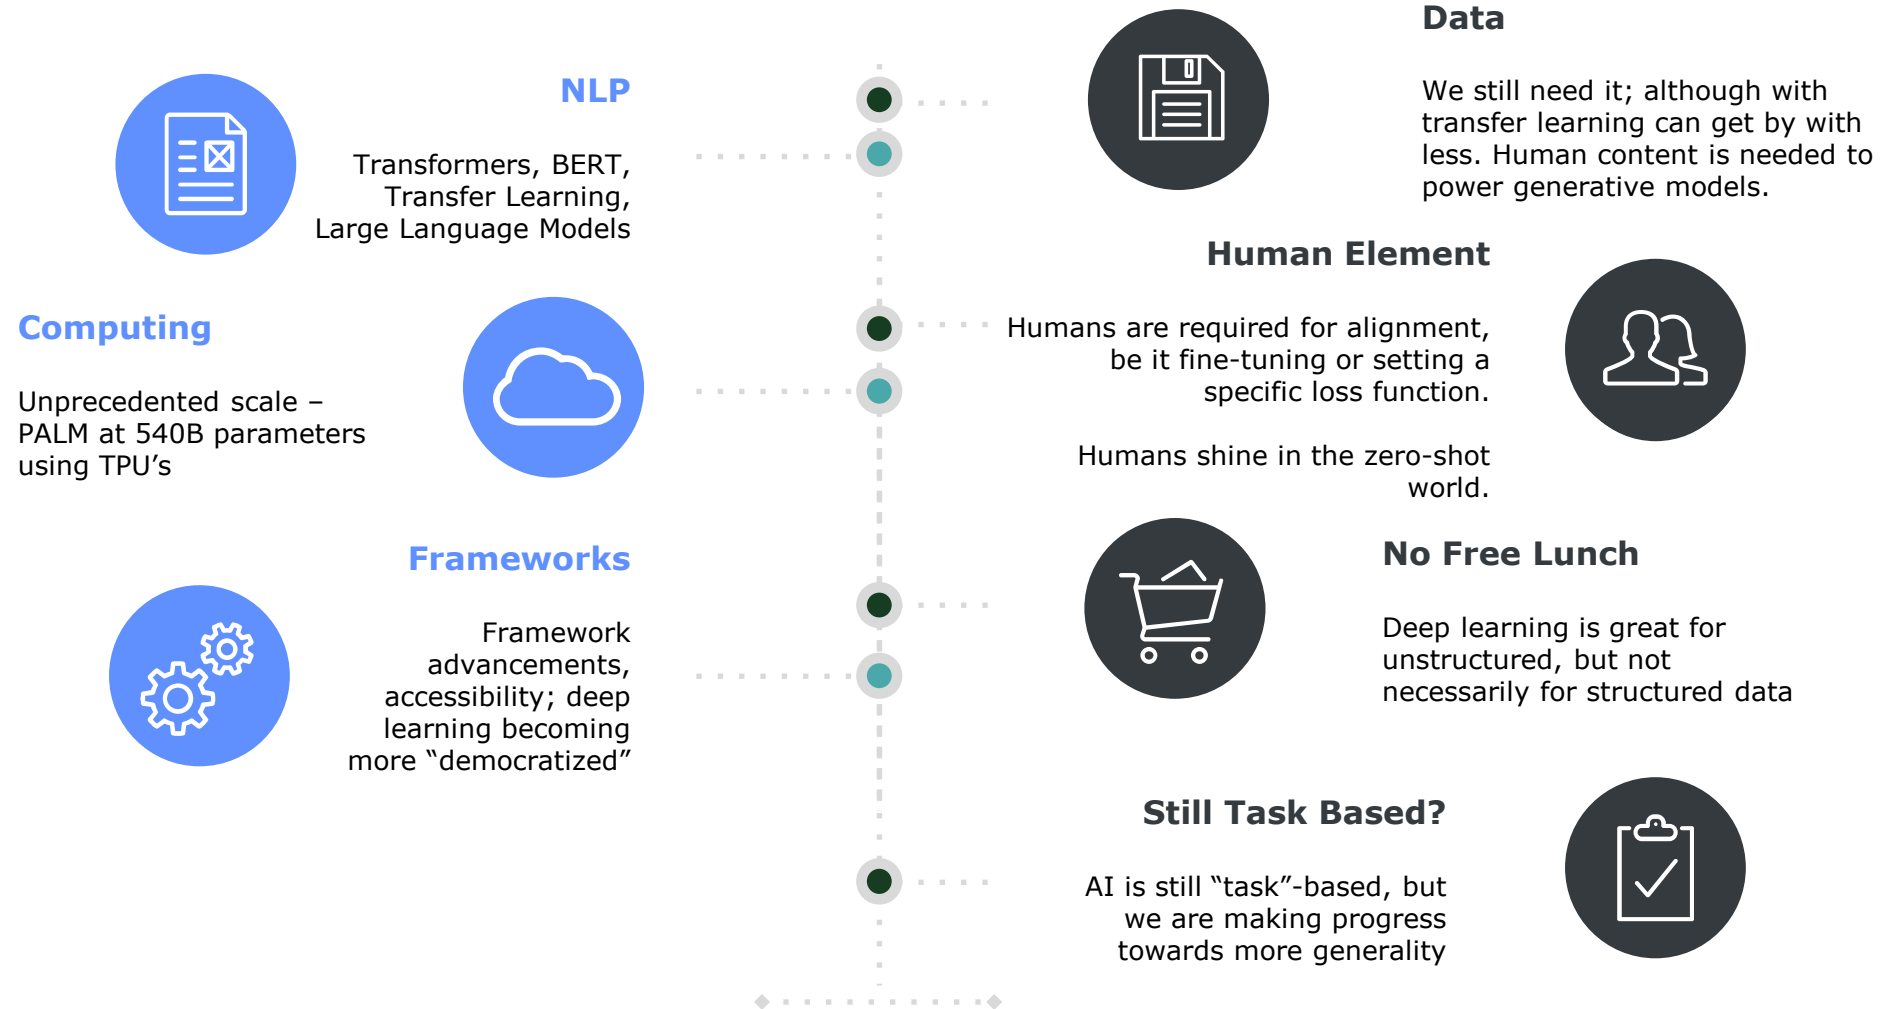 NLP
Transformers, BERT,
Transfer Learning,
Large Language Models
Computing
Unprecedented scale –
PALM at 540B parameters
using TPU’s
Frameworks
Framework
advancements,
accessibility; deep
learning becoming
more “democratized”
Data
We still need it; although with
transfer learning can get by with
less. Human content is needed to
power generative models.
Human Element
Humans are required for alignment,
be it fine-tuning or setting a
specific loss function.
Humans shine in the zero-shot
world.
No Free Lunch
Deep learning is great for
unstructured, but not
necessarily for structured data
Still Task Based?
AI is still “task”-based, but
we are making progress
towards more generality